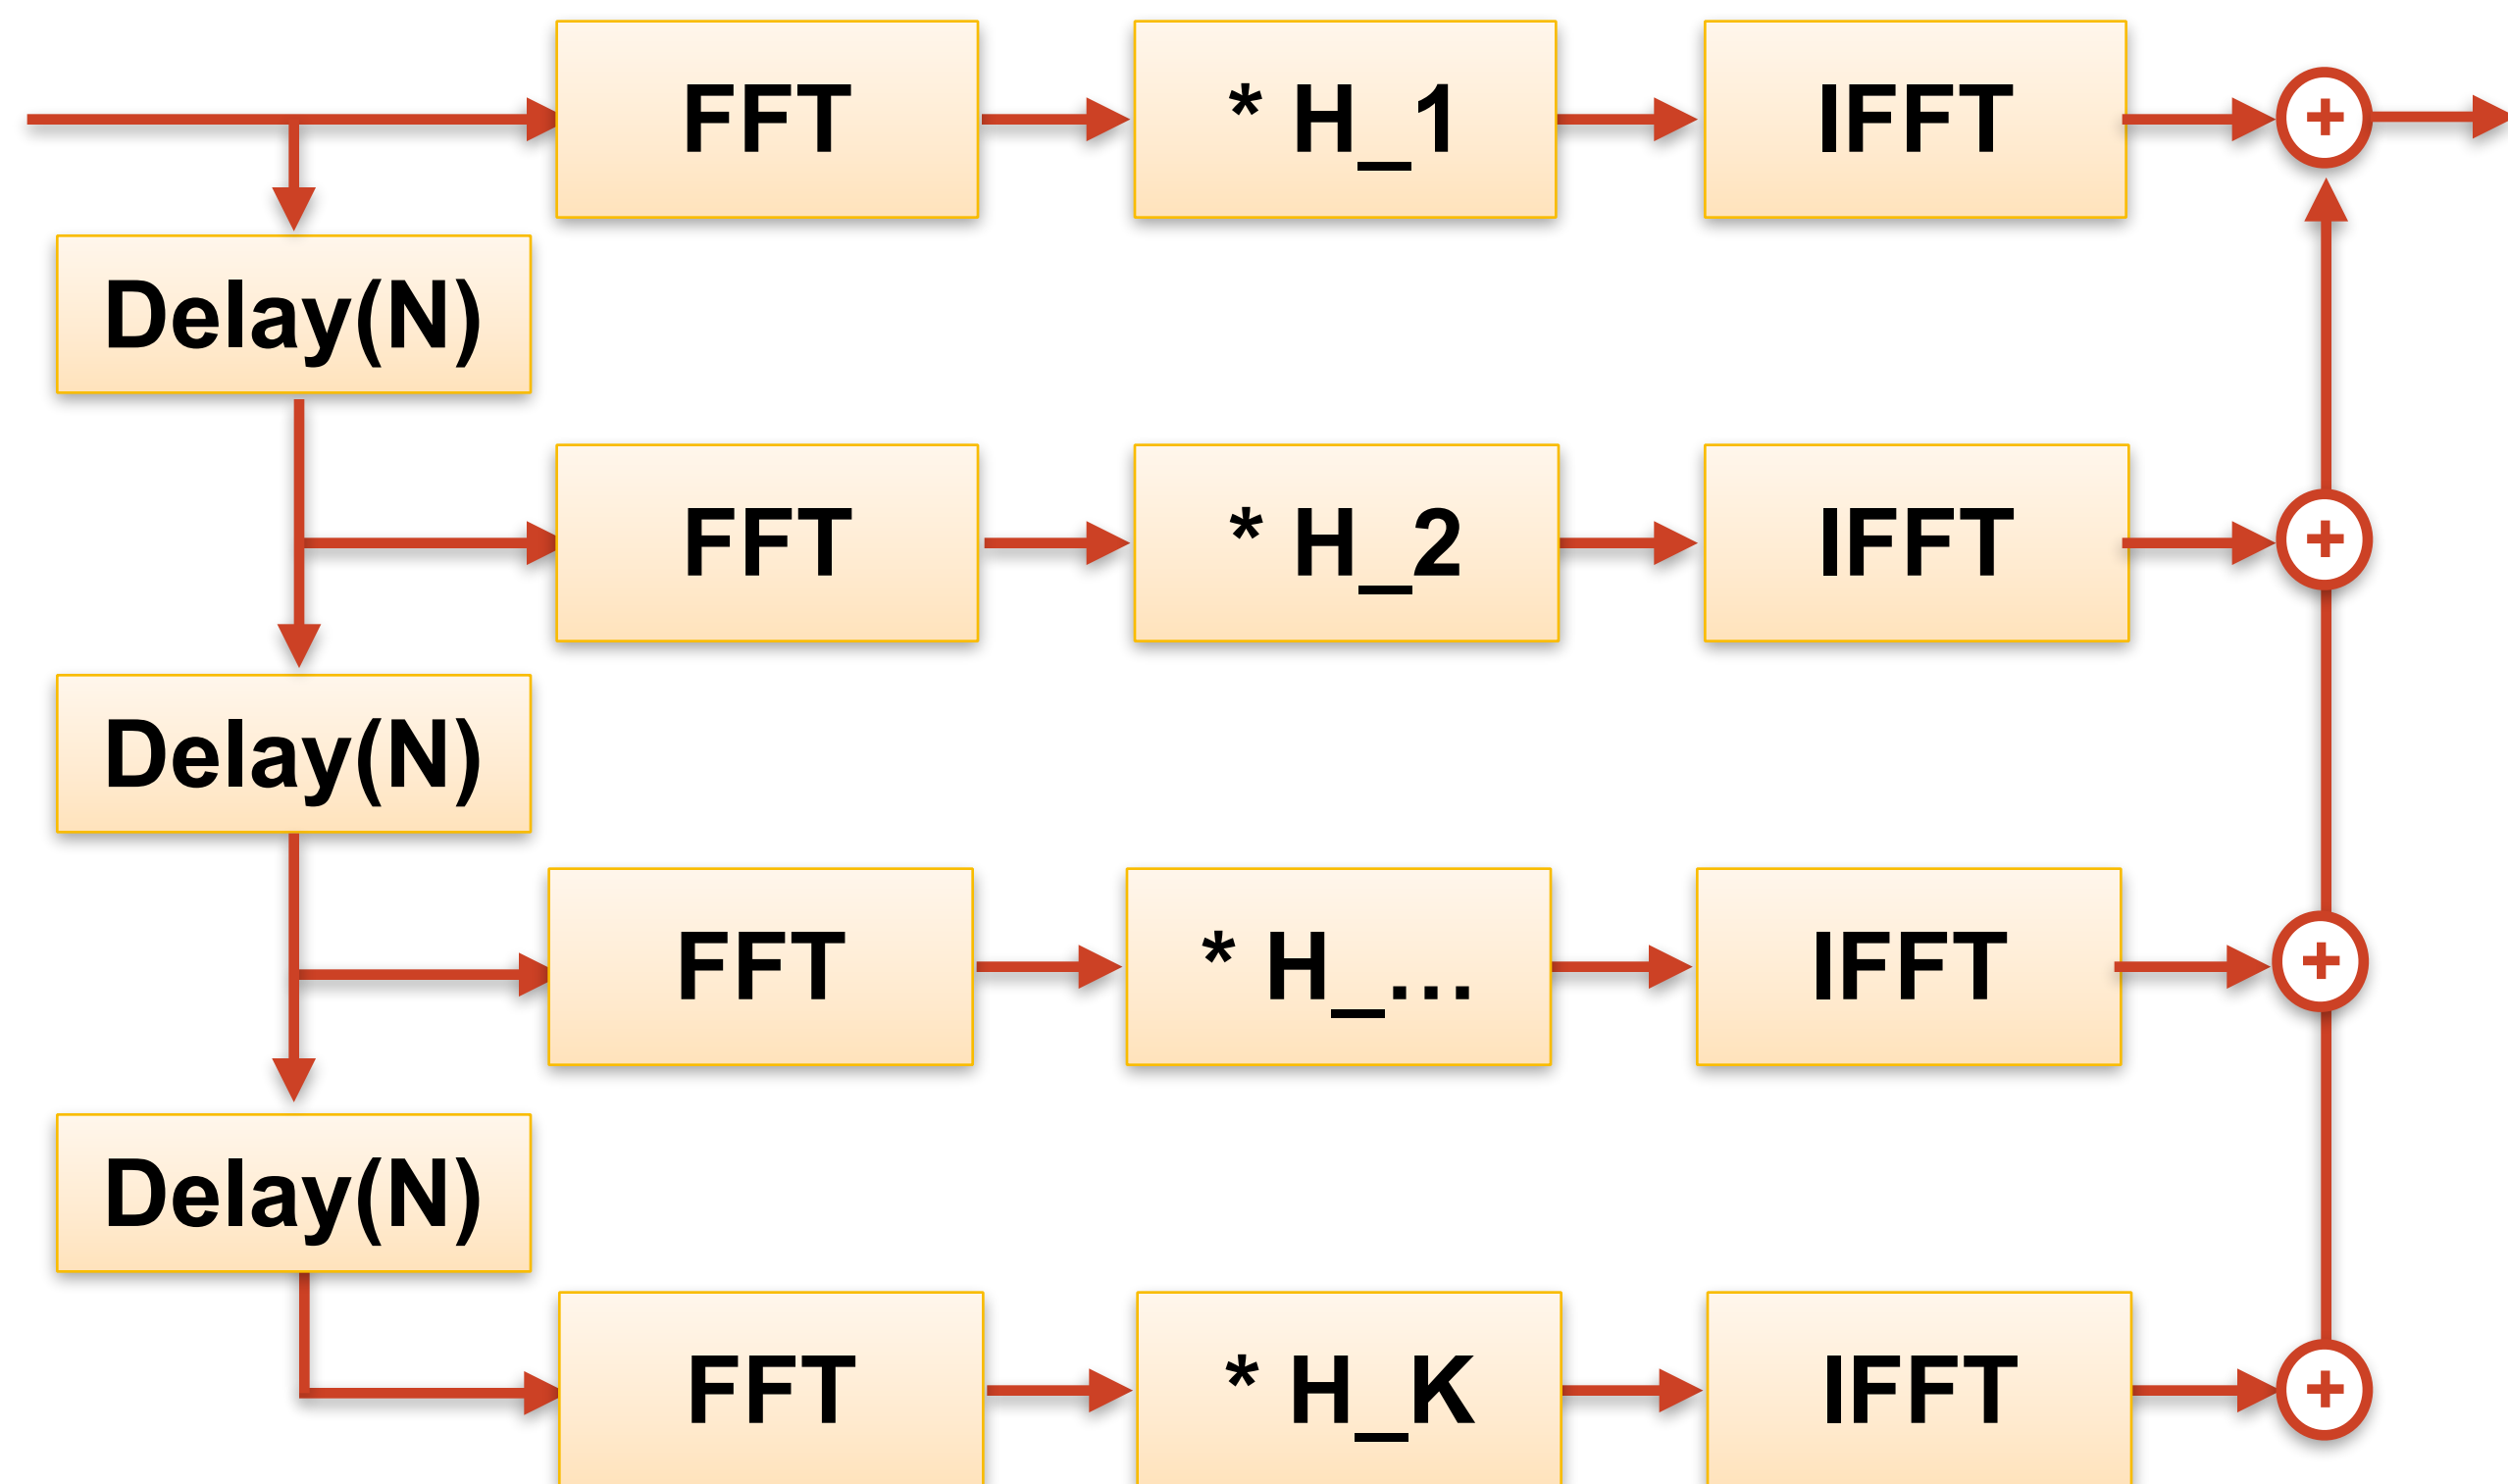 FFT
* H_1
IFFT
+
Delay(N)
FFT
* H_2
IFFT
+
Delay(N)
FFT
* H_...
IFFT
+
Delay(N)
FFT
* H_K
IFFT
+